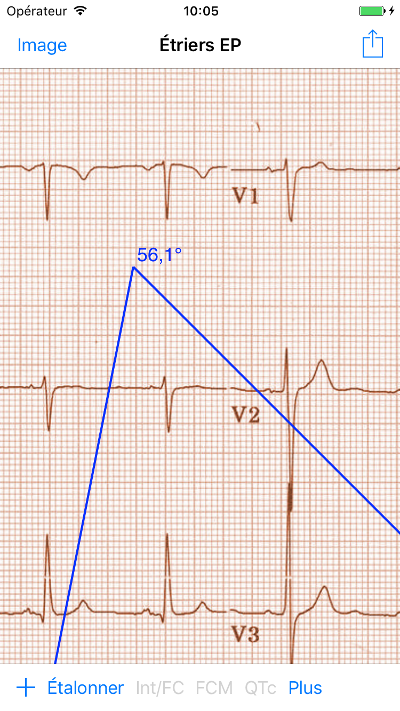 Opérateur 10:05
Image Étriers EP
V1
56,1°
V2
V3
+ Étalonner Int/FC FCM QTc Plus